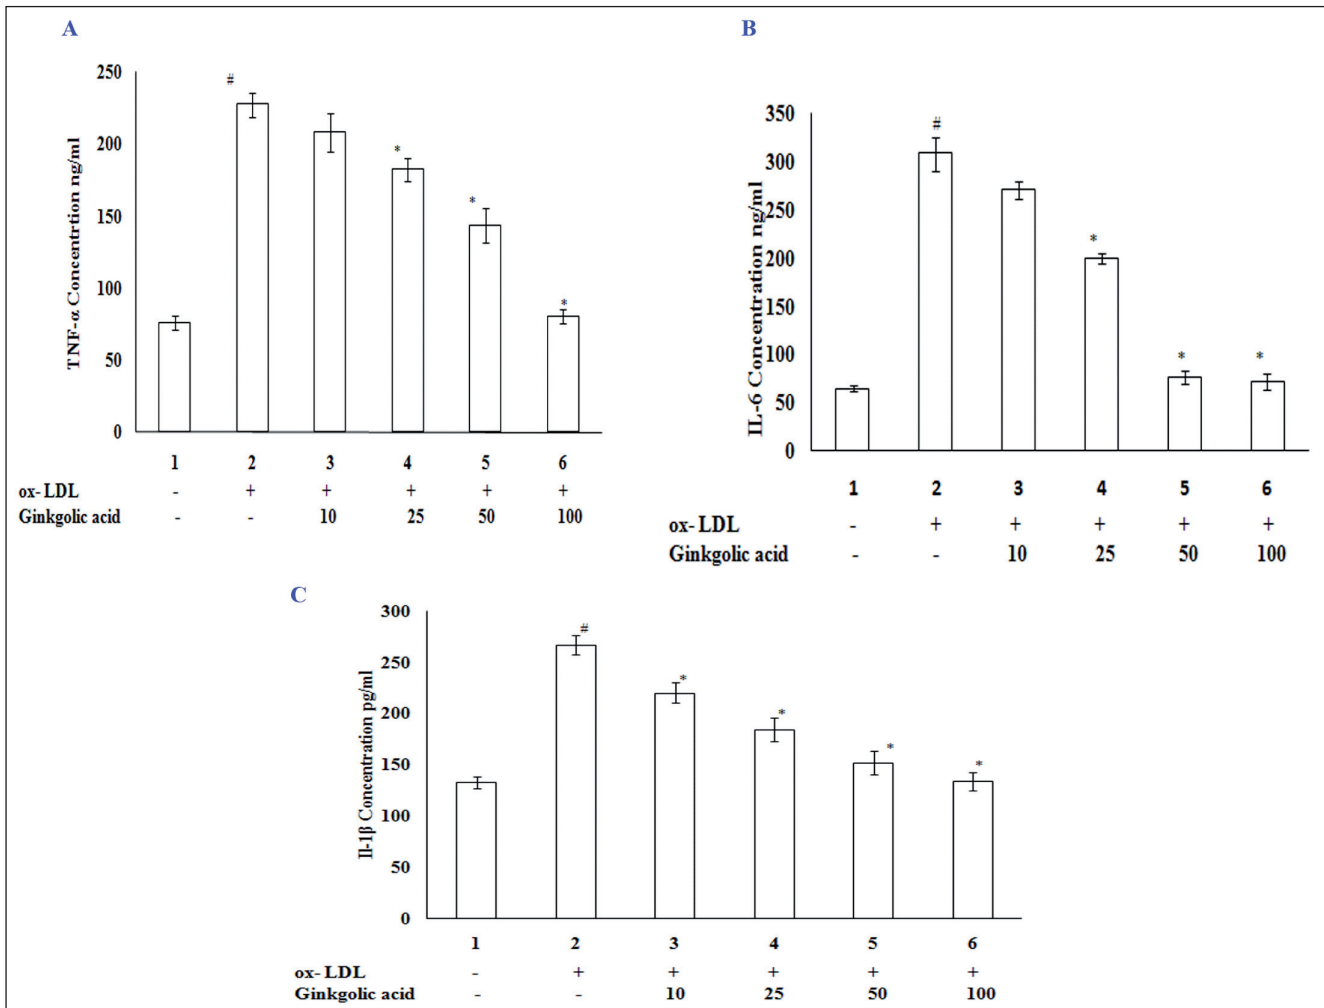 A
TNF-α Concentrtion ng/ml
250
200
150
100
50
0
#
*
*
*
1 2 3 4 5 6
ox- LDL - + + + + +
Ginkgolic acid - - 10 25 50 100
B
IL-6 Concentration ng/ml
350
300
250
200
150
100
50
0
#
*
*
*
1 2 3 4 5 6
ox- LDL - + + + + +
Ginkgolic acid - - 10 25 50 100
C
Il-1β Concentration pg/ml
300
250
200
150
100
50
0
#
*
*
*
*
1 2 3 4 5 6
ox- LDL - + + + + +
Ginkgolic acid - - 10 25 50 100